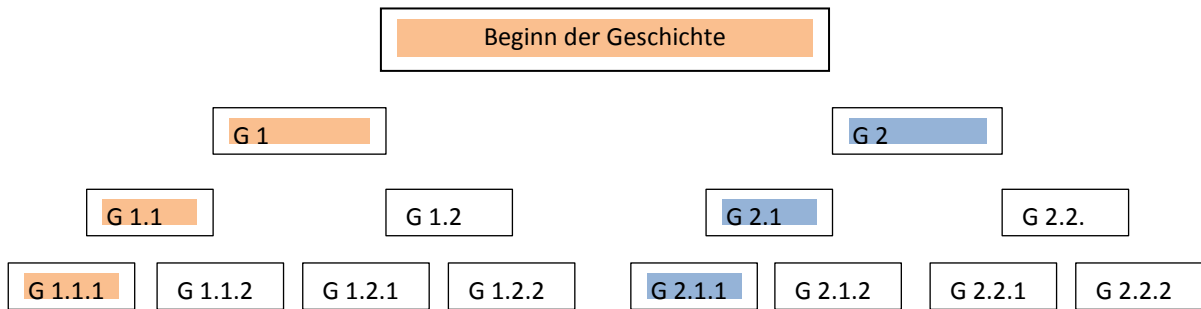 Beginn der Geschichte
G 1
G 2
G 1.1
G 1.2
G 2.1
G 2.2.
G 1.1.1
G 1.1.2
G 1.2.1
G 1.2.2
G 2.1.1
G 2.1.2
G 2.2.1
G 2.2.2